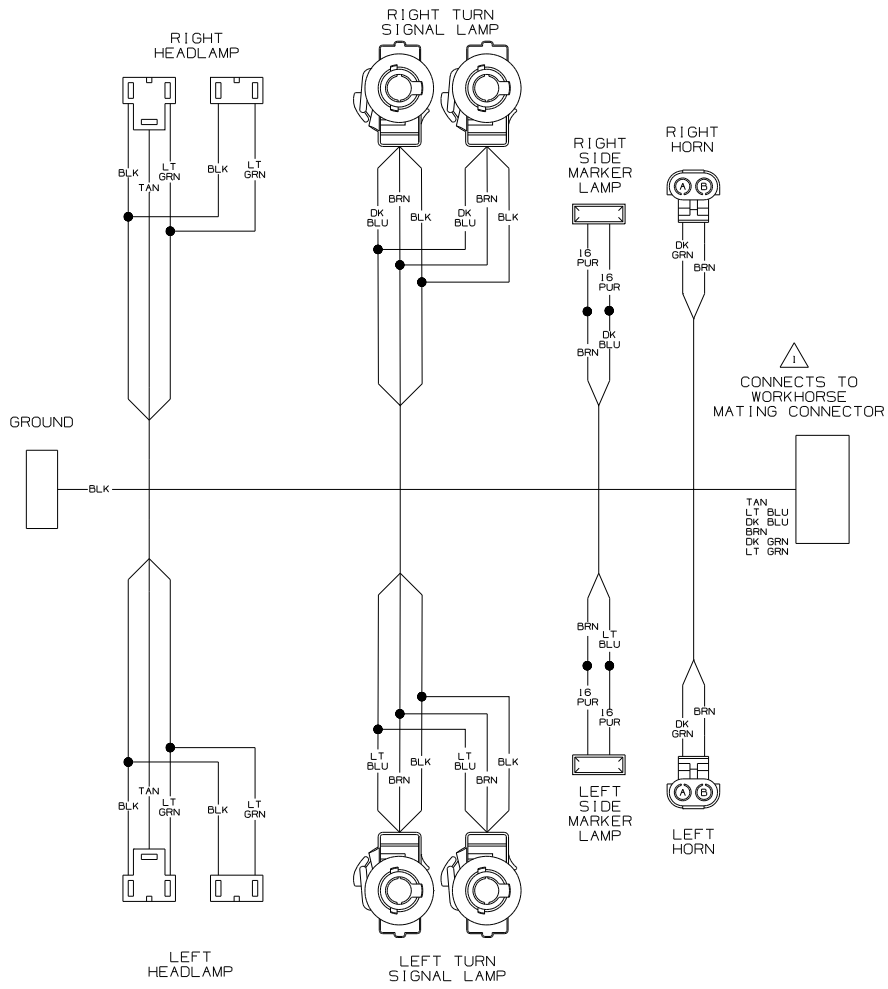 RIGHT
HEADLAMP
RIGHT TURN
SIGNAL LAMP
RIGHT
SIDE
MARKER
LAMP
RIGHT
HORN
BLK
TAN
LT
GRN
BLK
LT
GRN
DK
BLU
BRN
BLK
DK
BLU
BRN
BLK
16
PUR
16
PUR
BRN
DK
BLU
A
B
DK
GRN
BRN
1
CONNECTS TO
WORKHORSE
MATING CONNECTOR
GROUND
BLK
TAN
LT BLU
DK BLU
BRN
DK GRN
LT GRN
BLK
TAN
LT
GRN
BLK
LT
GRN
LT
BLU
BRN
BLK
LT
BLU
BRN
BLK
BRN
LT
BLU
16
PUR
16
PUR
DK
GRN
BRN
A
B
LEFT
HEADLAMP
LEFT TURN
SIGNAL LAMP
LEFT
SIDE
MARKER
LAMP
LEFT
HORN